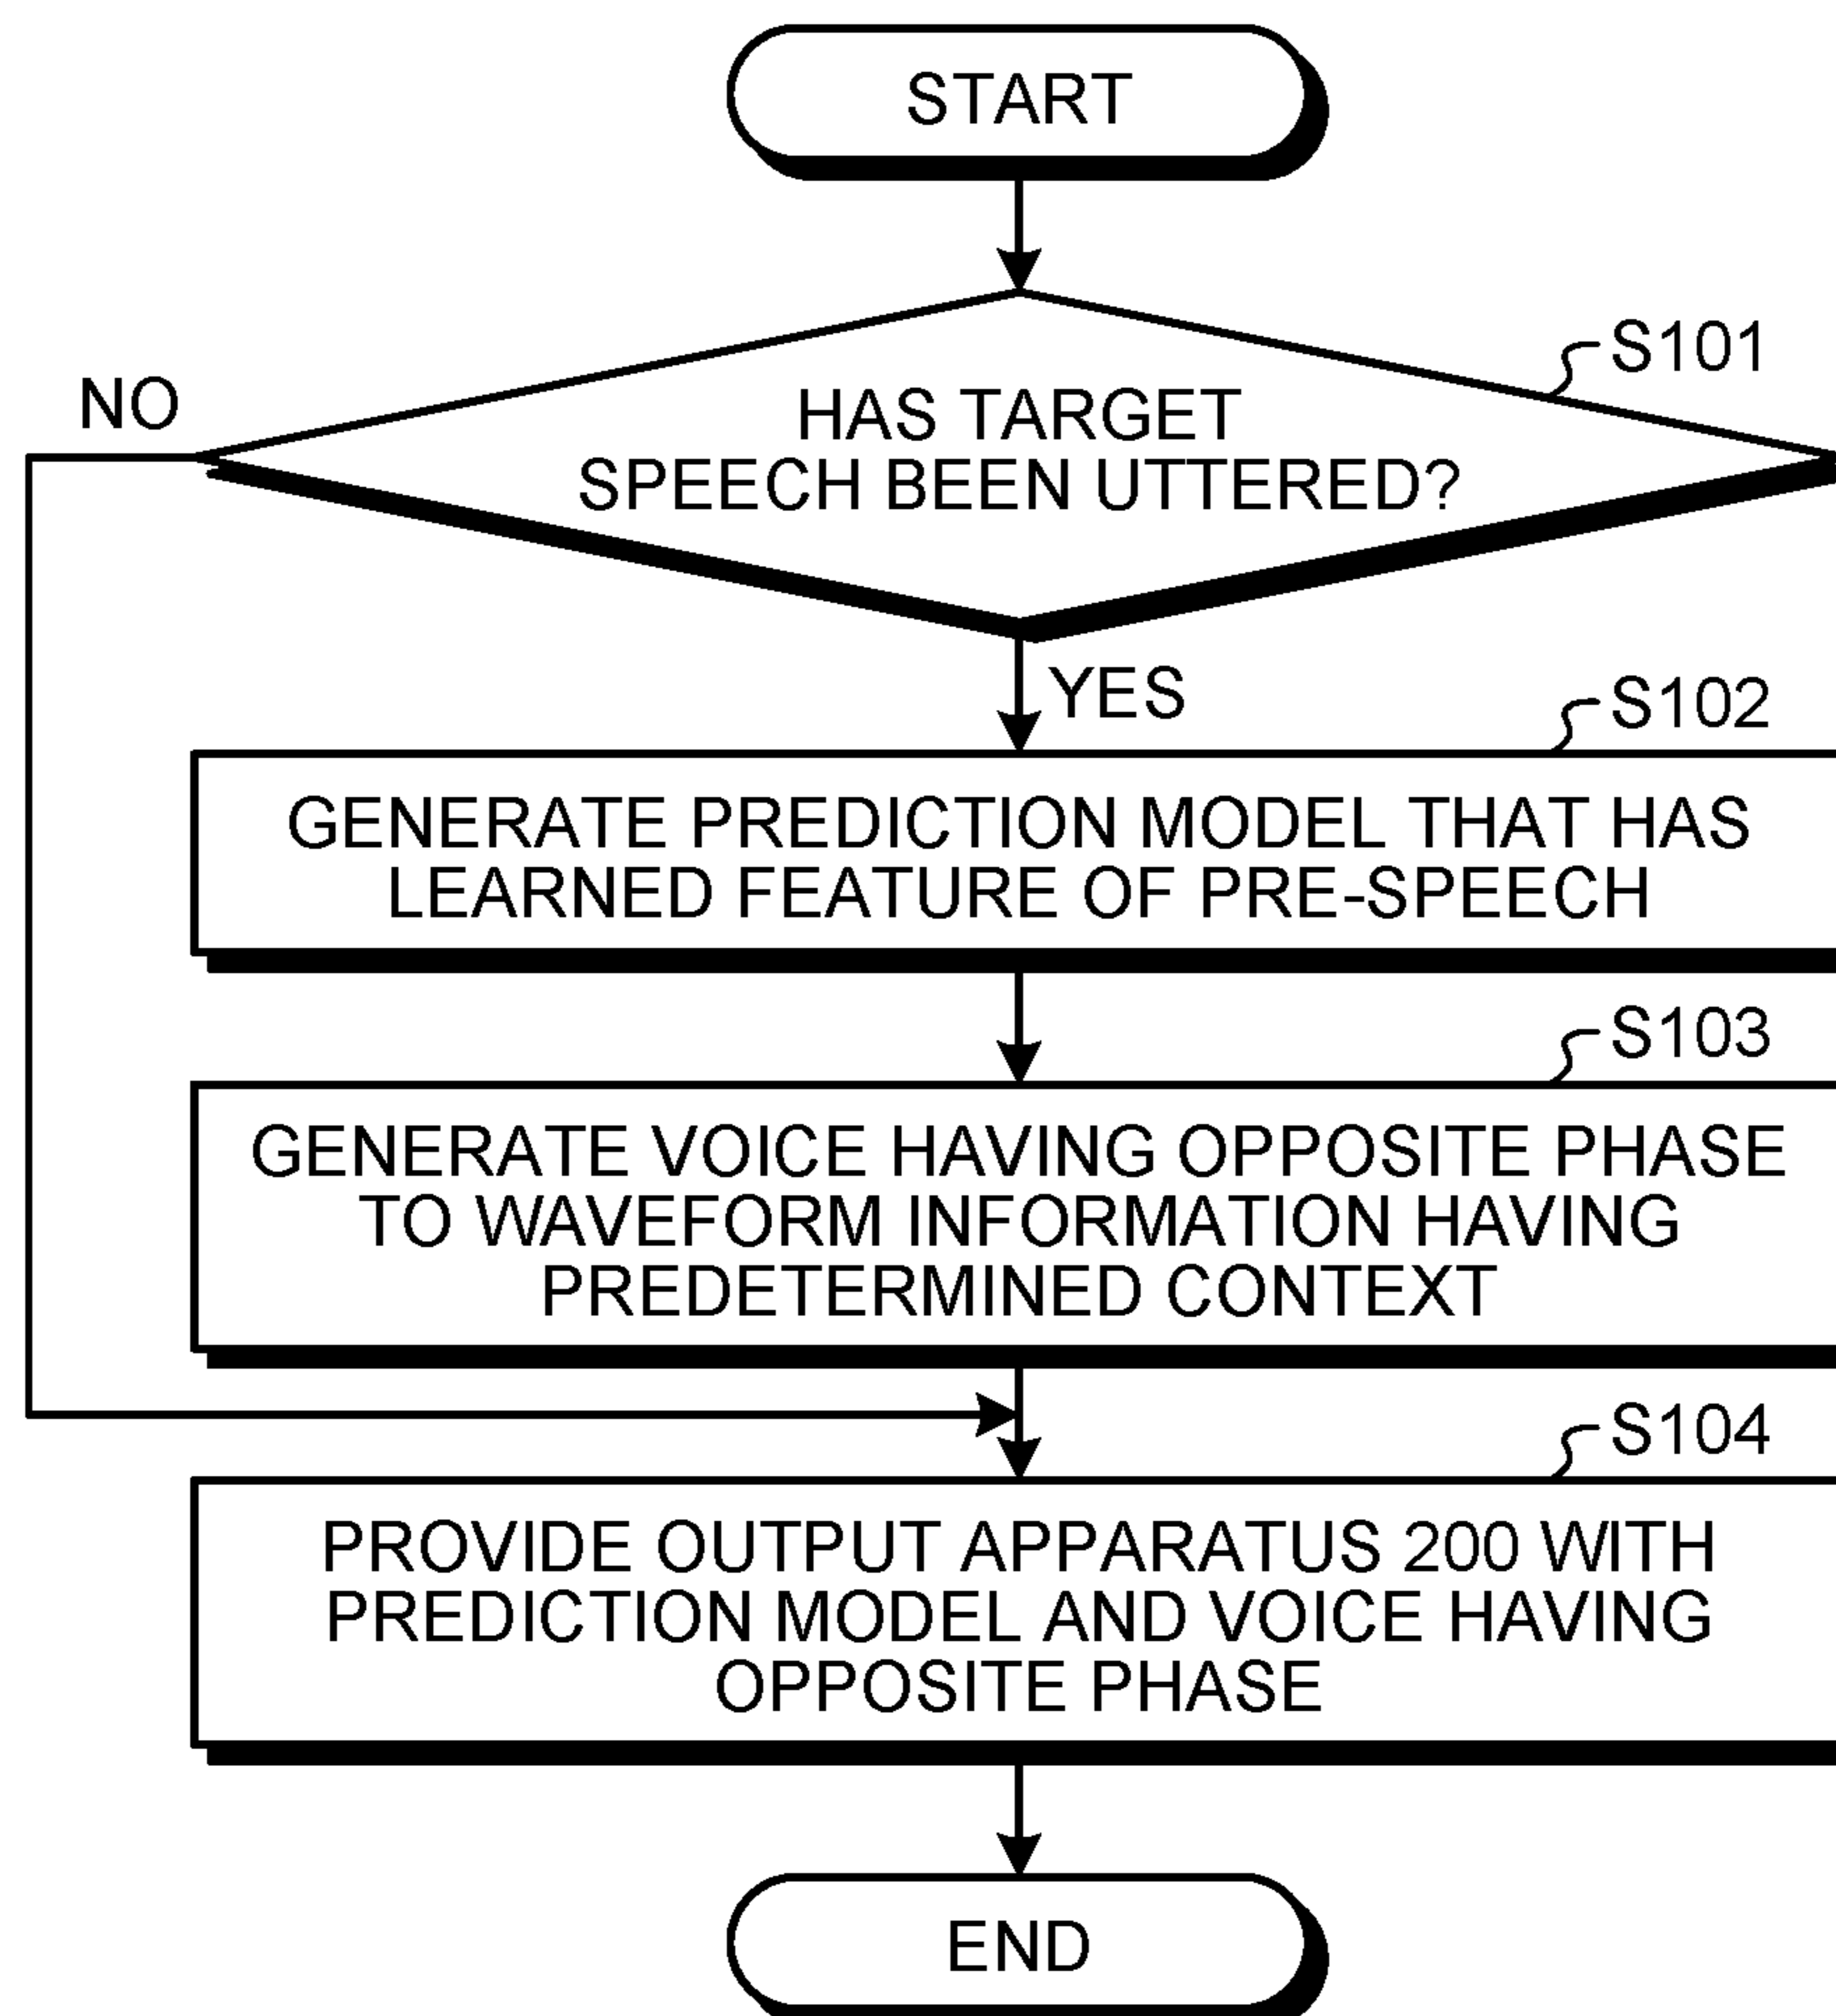 START
S101
NO
HAS TARGET
SPEECH BEEN UTTERED?
YES
S102
GENERATE PREDICTION MODEL THAT HAS
LEARNED FEATURE OF PRE-SPEECH
S103
GENERATE VOICE HAVING OPPOSITE PHASE
TO WAVEFORM INFORMATION HAVING
PREDETERMINED CONTEXT
S104
PROVIDE OUTPUT APPARATUS 200 WITH
PREDICTION MODEL AND VOICE HAVING
OPPOSITE PHASE
END